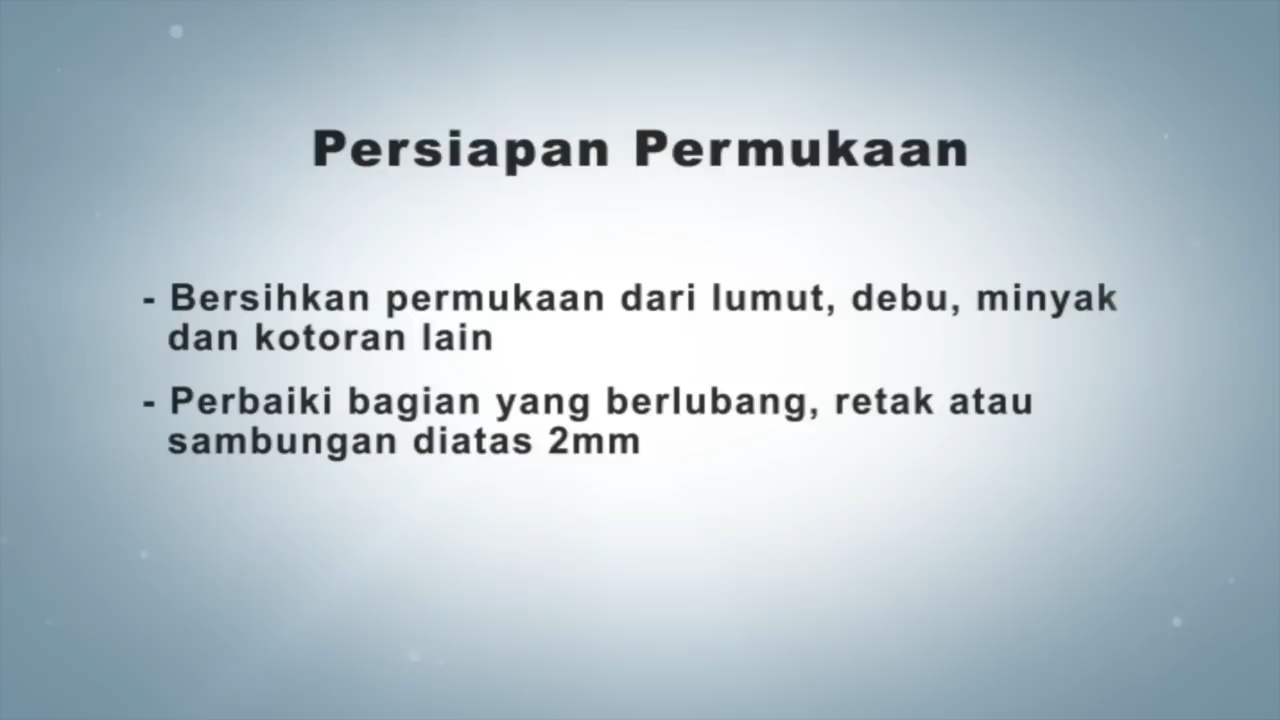 Persiapan Permukaan
- Bersihkan permukaan dari lumut, debu, minyak
dan kotoran lain
- Perbaiki bagian yang berlubang, retak atau
sambungan diatas 2mm